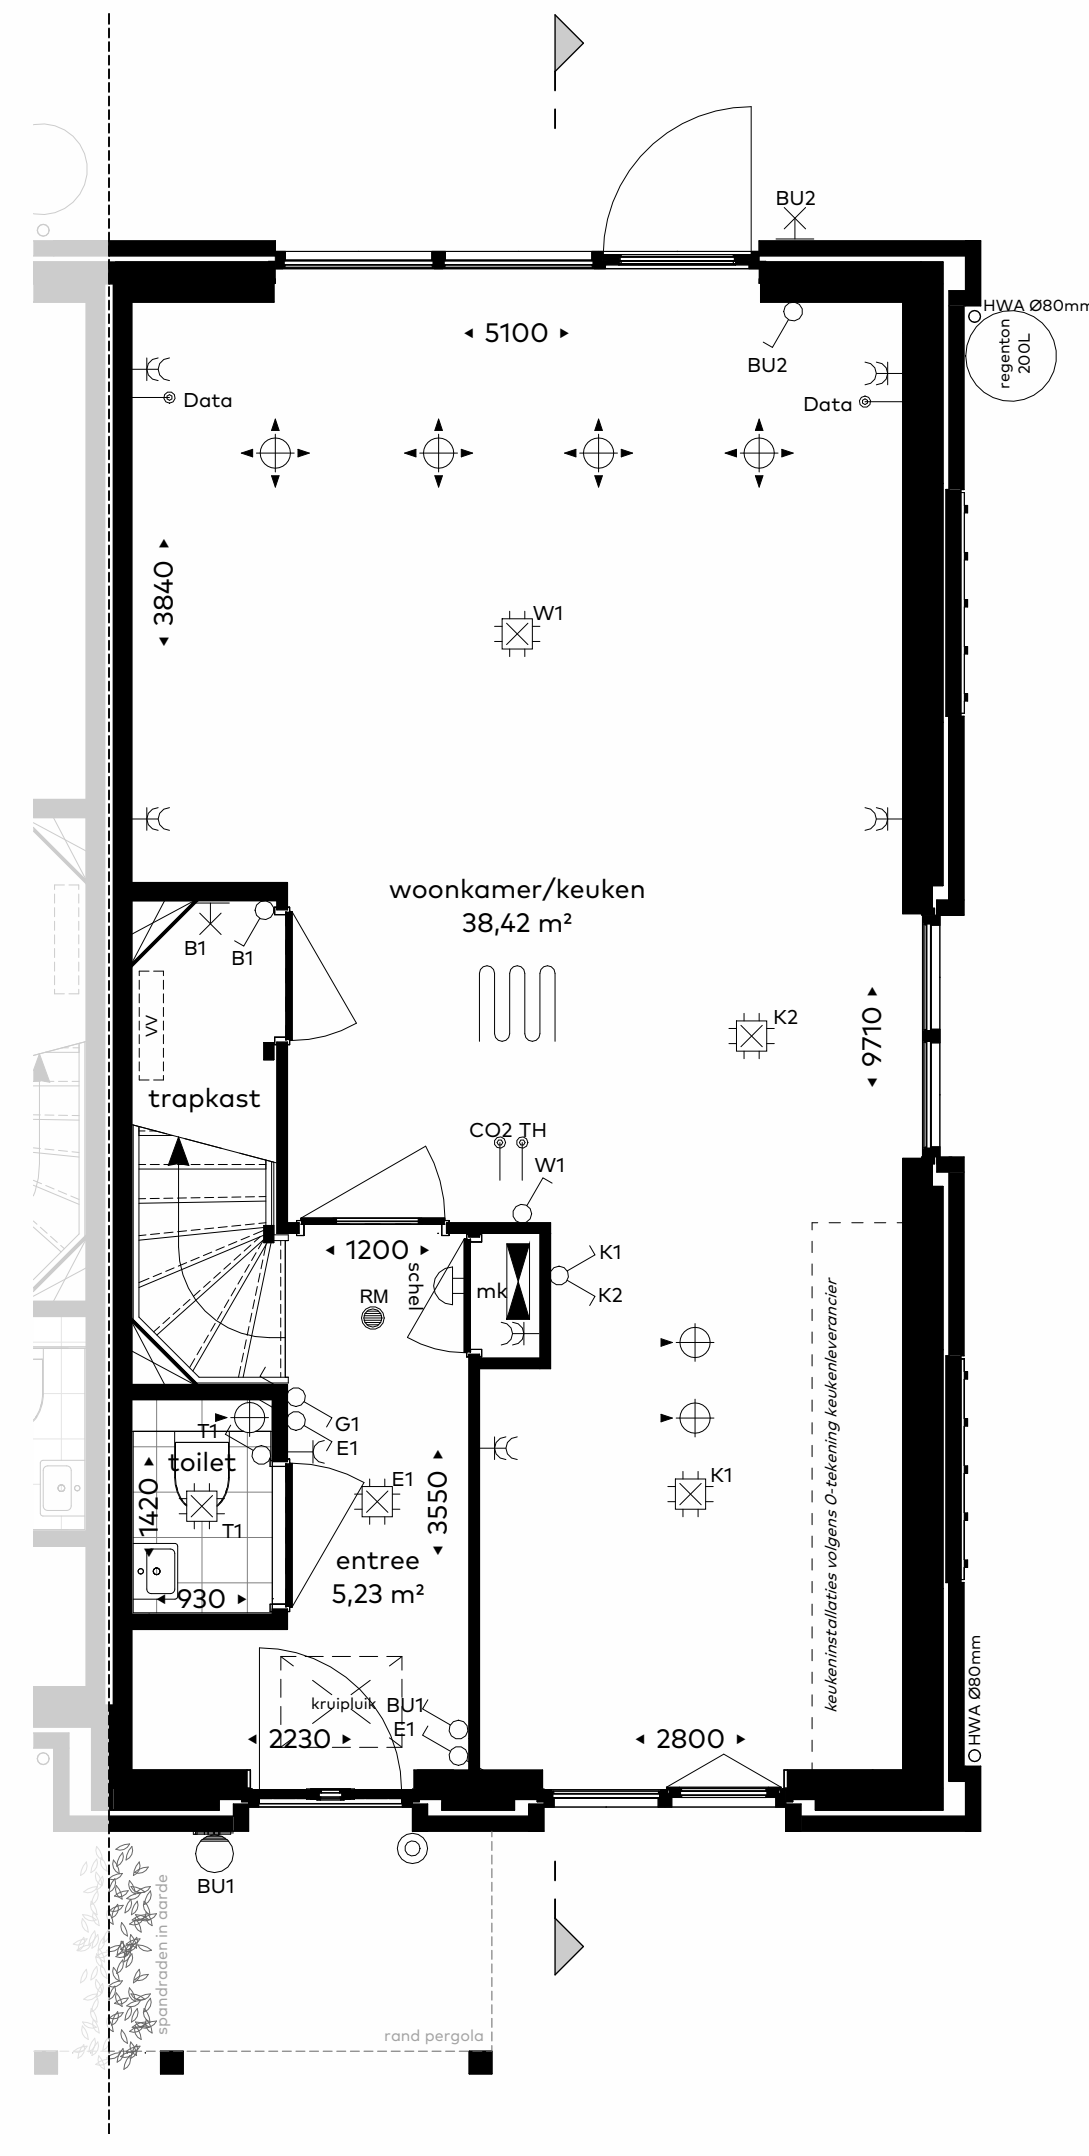 BU2
HWA Ø80mm
regenton
200L
5100
BU2
Data
Data
3840
W1
woonkamer/keuken
38,42 m²
B1
B1
VV
K2
9710
trapkast
CO2 TH
W1
1200
schel
mk
K1
K2
RM
keukeninstallaties volgens 0-tekening keukenleverancier
G1
E1
T1
toilet
1420
T1
930
E1
3550
K1
entree
5,23 m²
kruipluik
BU1
E1
2230
2800
HWA Ø80mm
BU1
spandraden in aarde
rand pergola